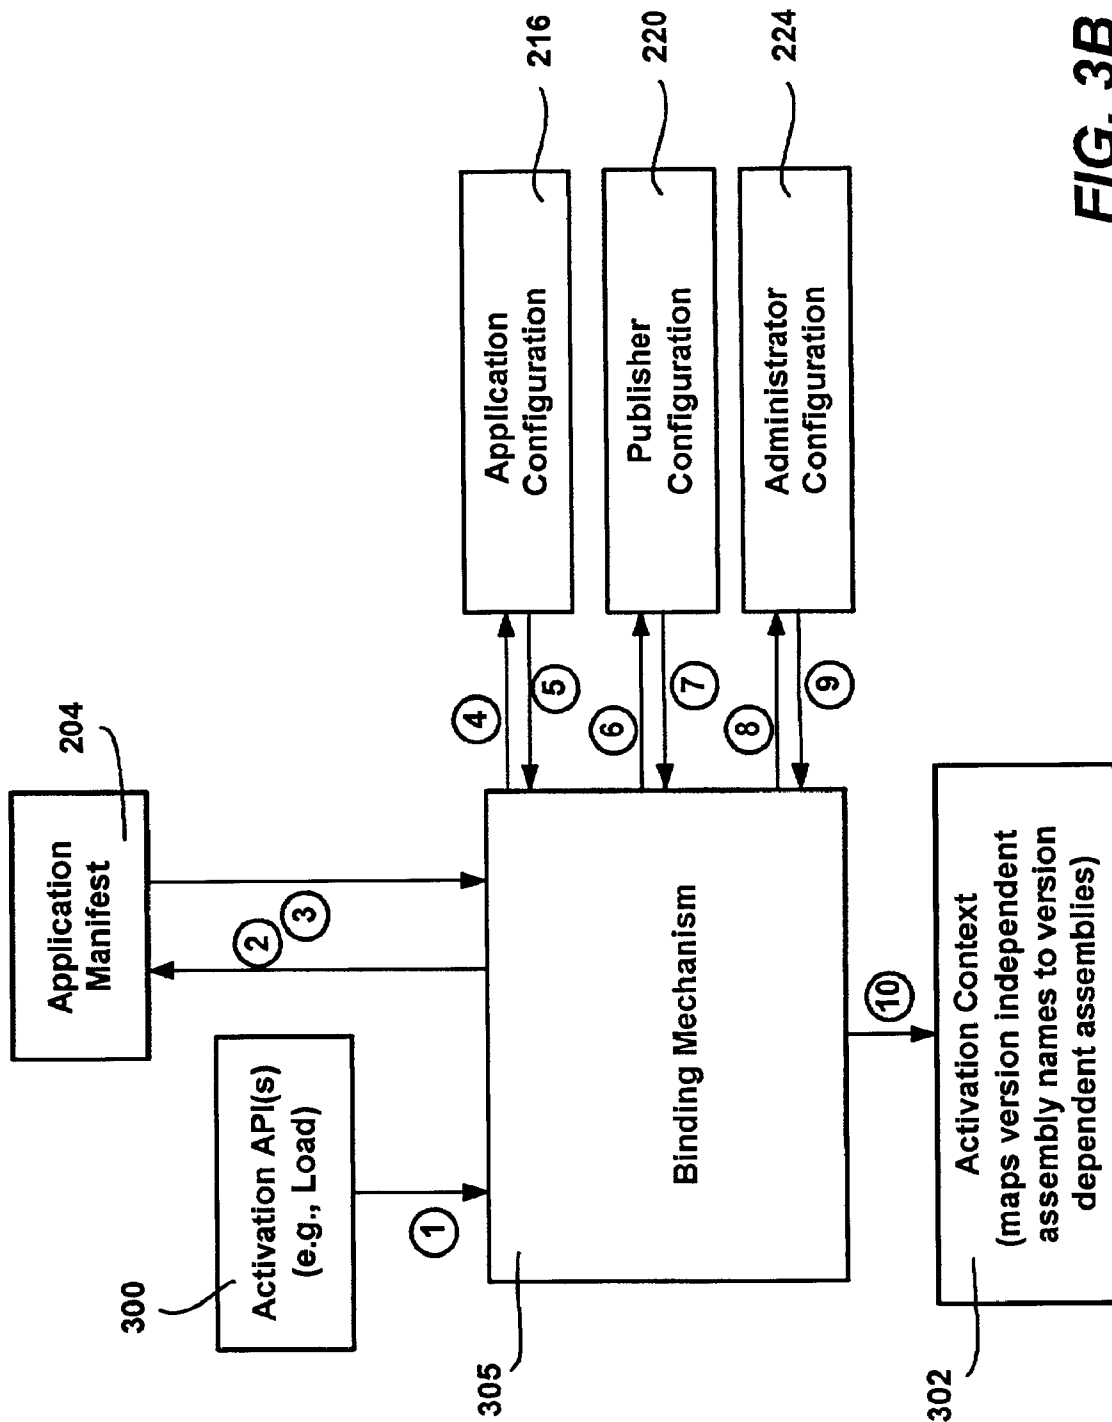 204
Application
Manifest
300
Activation API(s)
(e.g., Load)
1
2
3
305
Binding Mechanism
4
5
6
7
8
9
Application
Configuration
216
Publisher
Configuration
220
Administrator
Configuration
224
10
302
Activation Context
(maps version independent
assembly names to version
dependent assemblies)
FIG. 3B